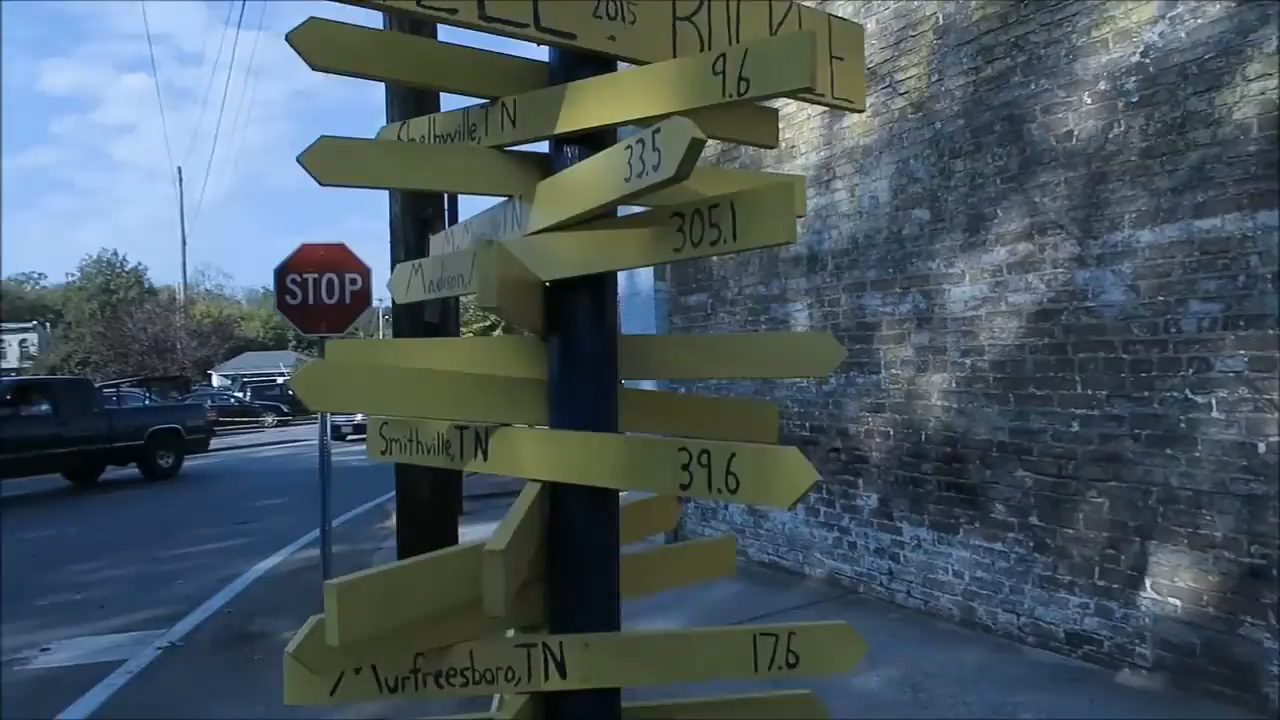 2015
9.6
Shelbyville, TN
33.5
TN
305.1
Madison,
STOP
Smithville, TN 39.6
Murfreesboro, TN 17.6